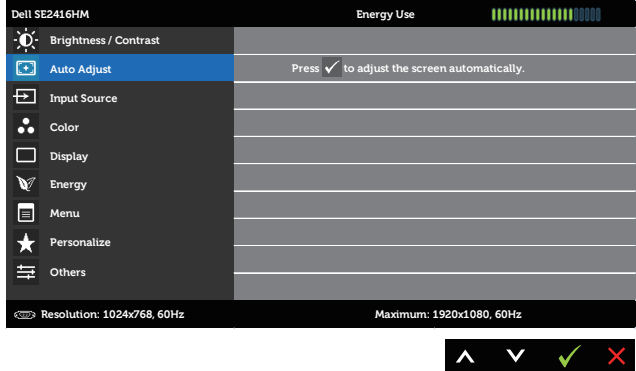 Dell SE2416HM Energy Use
Brightness / Contrast
Auto Adjust Press to adjust the screen automatically.
Input Source
Color
Display
Energy
Menu
Personalize
Others
Resolution: 1024x768, 60Hz Maximum: 1920x1080, 60Hz